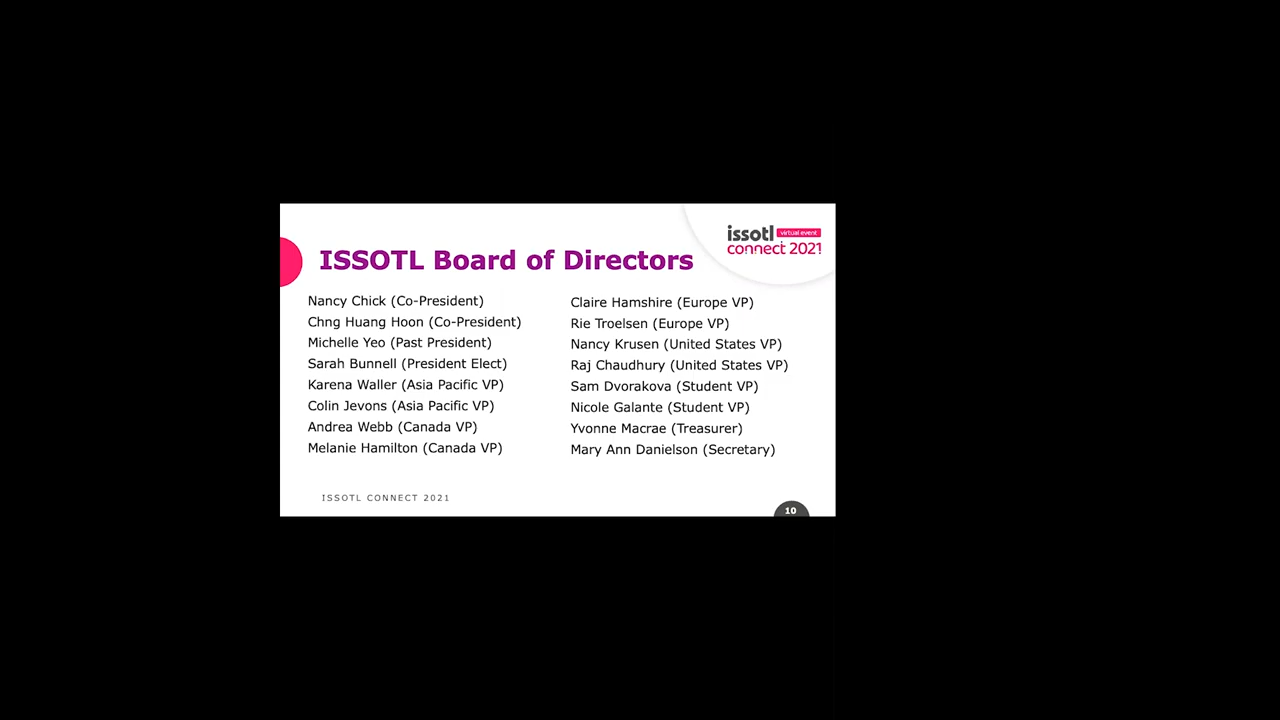 issotl virtual event
connect 2021
ISSOTL Board of Directors
Nancy Chick (Co-President)
Chng Huang Hoon (Co-President)
Michelle Yeo (Past President)
Sarah Bunnell (President Elect)
Karena Waller (Asia Pacific VP)
Colin Jevons (Asia Pacific VP)
Andrea Webb (Canada VP)
Melanie Hamilton (Canada VP)
Claire Hamshire (Europe VP)
Rie Troelsen (Europe VP)
Nancy Krusen (United States VP)
Raj Chaudhury (United States VP)
Sam Dvorakova (Student VP)
Nicole Galante (Student VP)
Yvonne Macrae (Treasurer)
Mary Ann Danielson (Secretary)
ISSOTL CONNECT 2021
10